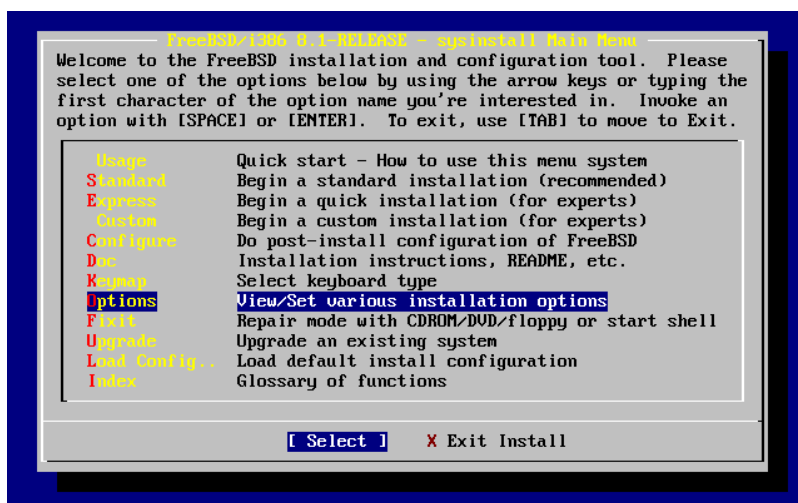 FreeBSD/i386 8.1-RELEASE - sysinstall Main Menu
Welcome to the FreeBSD installation and configuration tool.  Please
select one of the options below by using the arrow keys or typing the
first character of the option name you're interested in.  Invoke an
option with [SPACE] or [ENTER].  To exit, use [TAB] to move to Exit.
Usage Quick start - How to use this menu system
Standard Begin a standard installation (recommended)
Express Begin a quick installation (for experts)
Custom Begin a custom installation (for experts)
Configure Do post-install configuration of FreeBSD
Doc Installation instructions, README, etc.
Keymap Select keyboard type
Options View/Set various installation options
Fixit Repair mode with CDROM/DVD/floppy or start shell
Upgrade Upgrade an existing system
Load Config.. Load default install configuration
Index Glossary of functions
[ Select ] X Exit Install